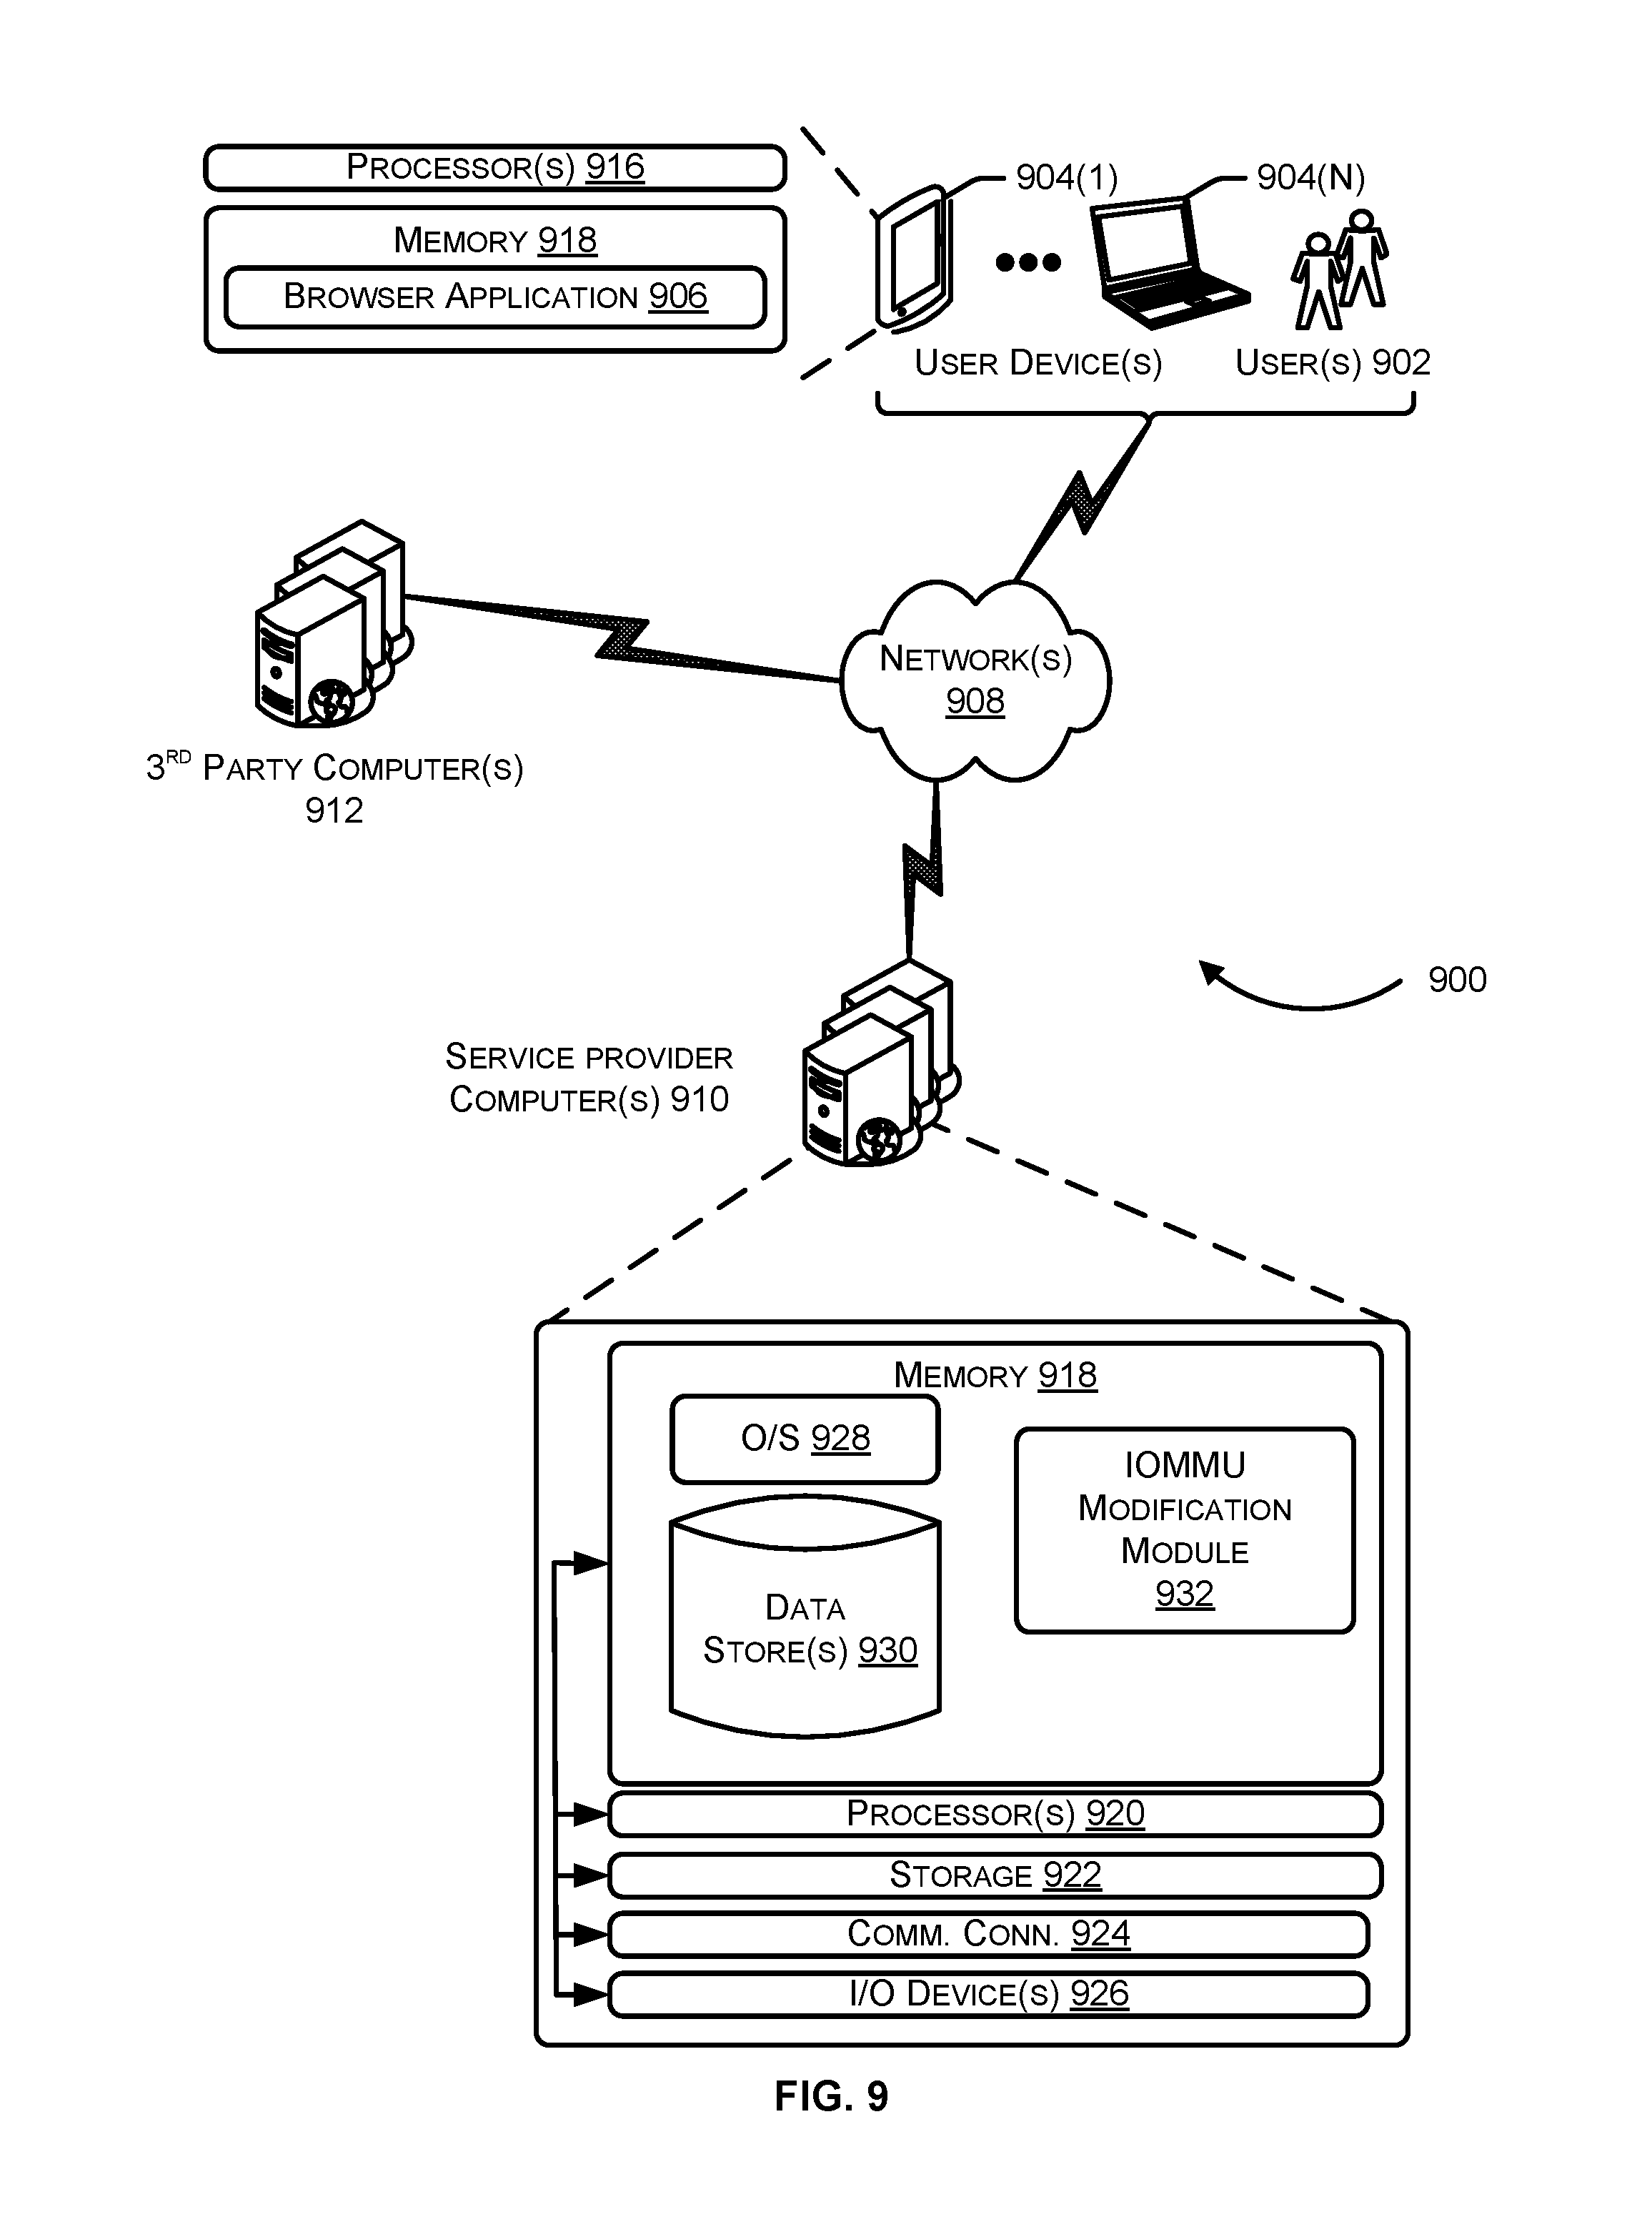 PROCESSOR(S) 916
MEMORY 918
BROWSER APPLICATION 906
904(1)
904(N)
USER DEVICE(S)
USER(S) 902
NETWORK(S)
908
3RD PARTY COMPUTER(S)
912
900
SERVICE PROVIDER
COMPUTER(S) 910
MEMORY 918
O/S 928
IOMMU
MODIFICATION
MODULE
932
DATA
STORE(S) 930
PROCESSOR(S) 920
STORAGE 922
COMM. CONN. 924
I/O DEVICE(S) 926
FIG. 9